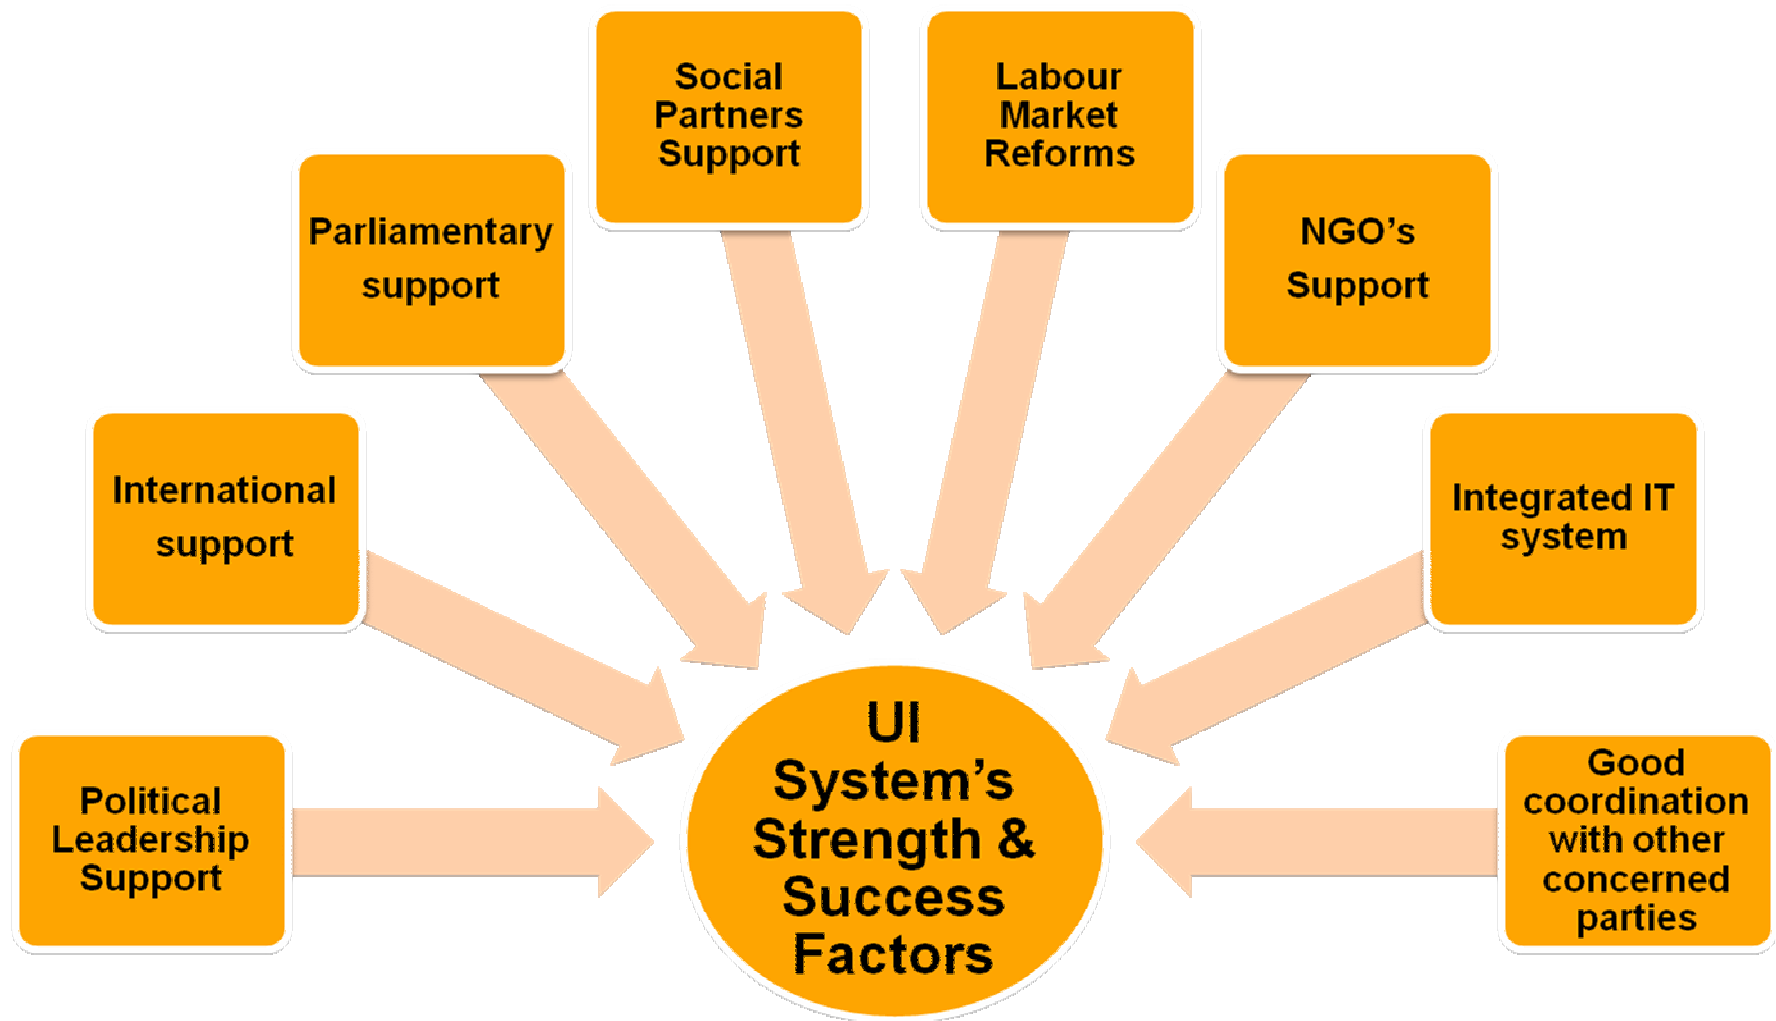 Social
Partners
Support
Labour
Market
Reforms
Parliamentary
support
NGO’s
Support
International
support
Integrated IT
system
Political
Leadership
Support
UI
System’s
Strength &
Success
Factors
Good
coordination
with other
concerned
parties